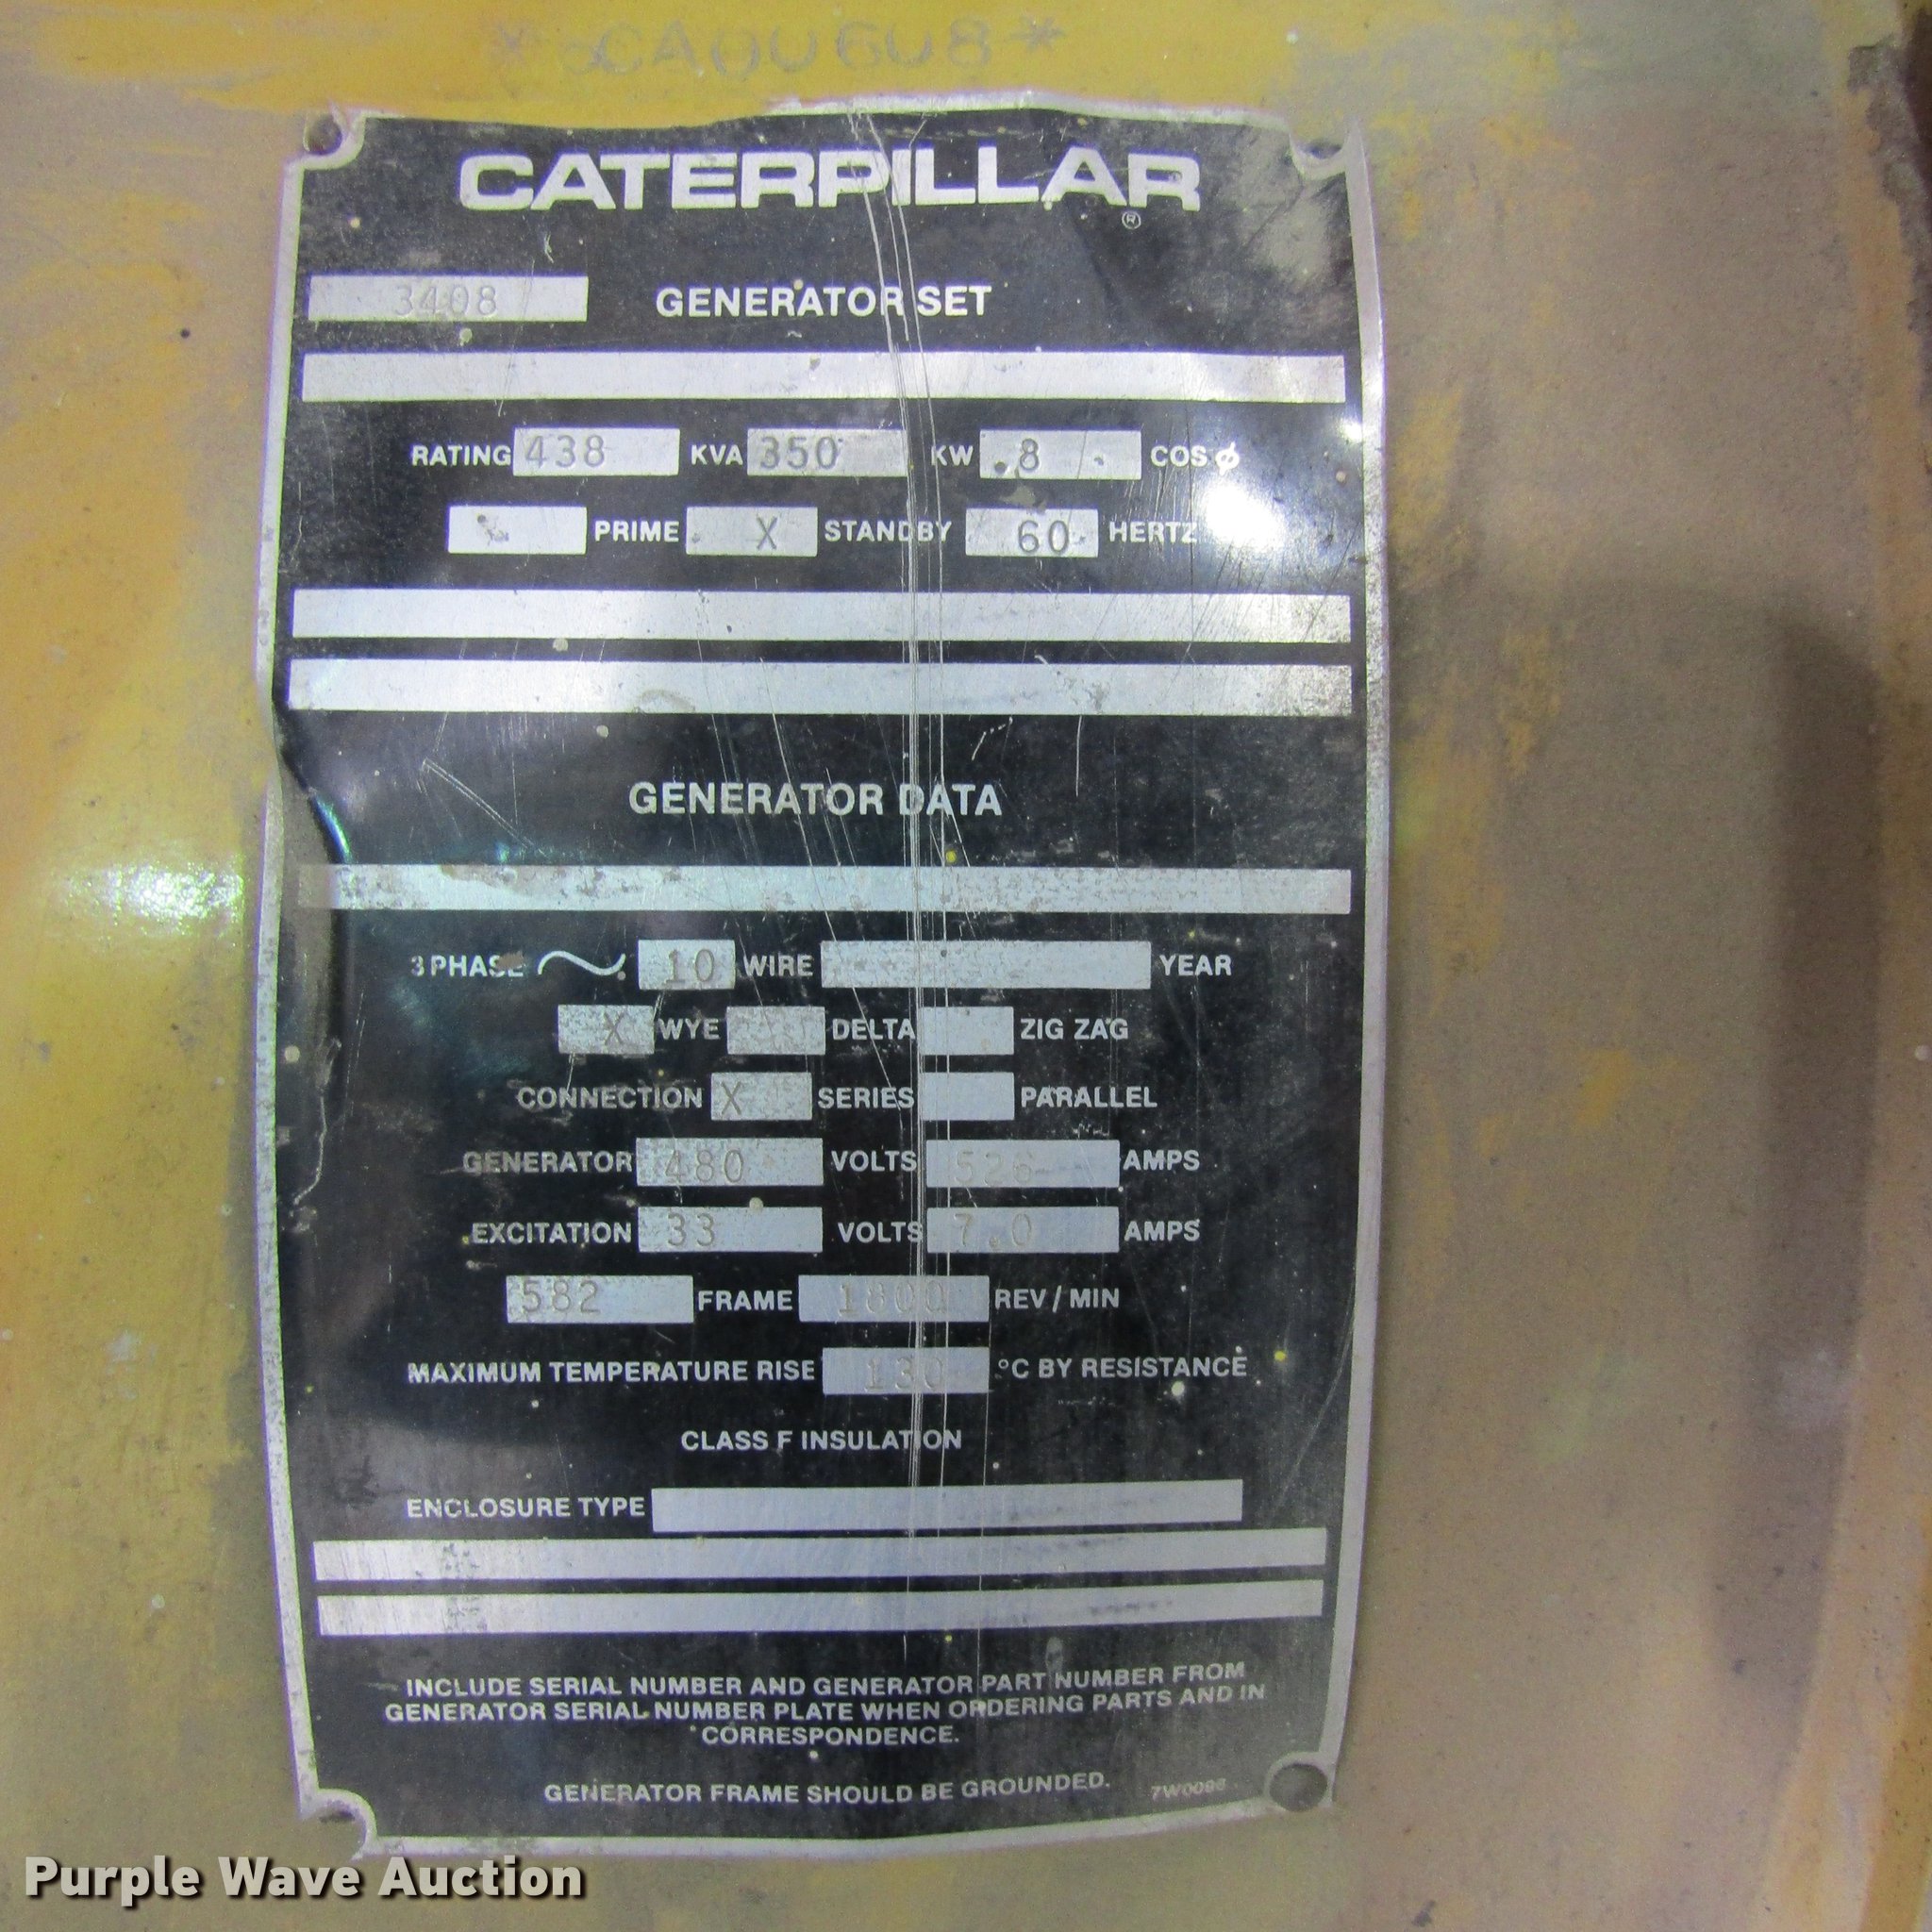 *6CA00608*
CATERPILLAR
®
3408 GENERATOR SET
RATING 438 KVA 350 KW .8 COS ϕ
PRIME X STANDBY 60 HERTZ
GENERATOR DATA
3 PHASE 10 WIRE YEAR
X WYE DELTA ZIG ZAG
CONNECTION X SERIES PARALLEL
GENERATOR 480 VOLTS 526 AMPS
EXCITATION 33 VOLTS 7.0 AMPS
582 FRAME 1800 REV / MIN
MAXIMUM TEMPERATURE RISE 130 °C BY RESISTANCE
CLASS F INSULATION
ENCLOSURE TYPE
INCLUDE SERIAL NUMBER AND GENERATOR PART NUMBER FROM
GENERATOR SERIAL NUMBER PLATE WHEN ORDERING PARTS AND IN
CORRESPONDENCE.
GENERATOR FRAME SHOULD BE GROUNDED.
Purple Wave Auction